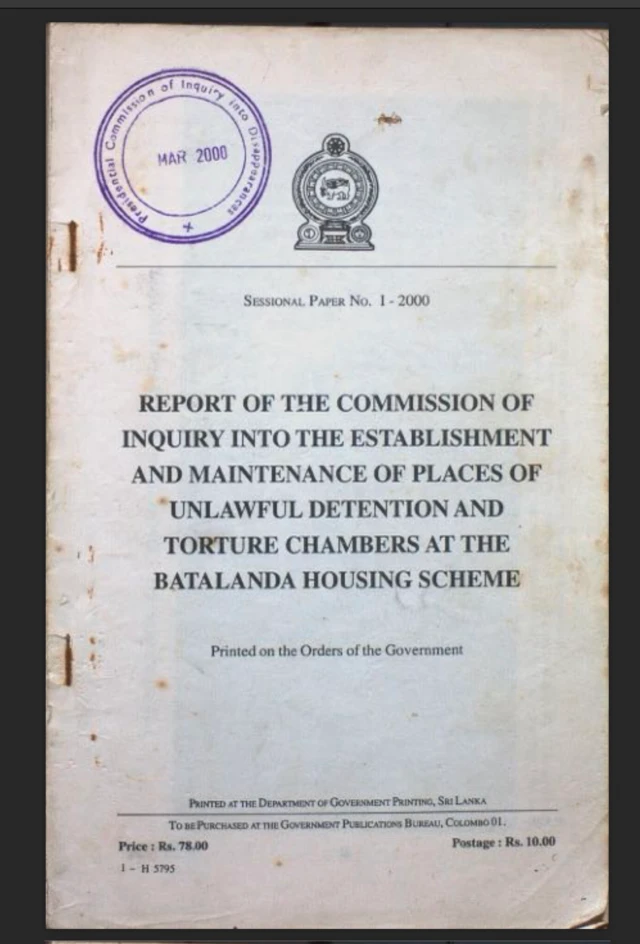 Presidential Commission of Inquiry into Disappearances
MAR 2000
SESSIONAL PAPER No. I - 2000
REPORT OF THE COMMISSION OF
INQUIRY INTO THE ESTABLISHMENT
AND MAINTENANCE OF PLACES OF
UNLAWFUL DETENTION AND
TORTURE CHAMBERS AT THE
BATALANDA HOUSING SCHEME
Printed on the Orders of the Government
PRINTED AT THE DEPARTMENT OF GOVERNMENT PRINTING, SRI LANKA
TO BE PURCHASED AT THE GOVERNMENT PUBLICATIONS BUREAU, COLOMBO 01.
Price : Rs. 78.00
Postage : Rs. 10.00
1 - H 5795